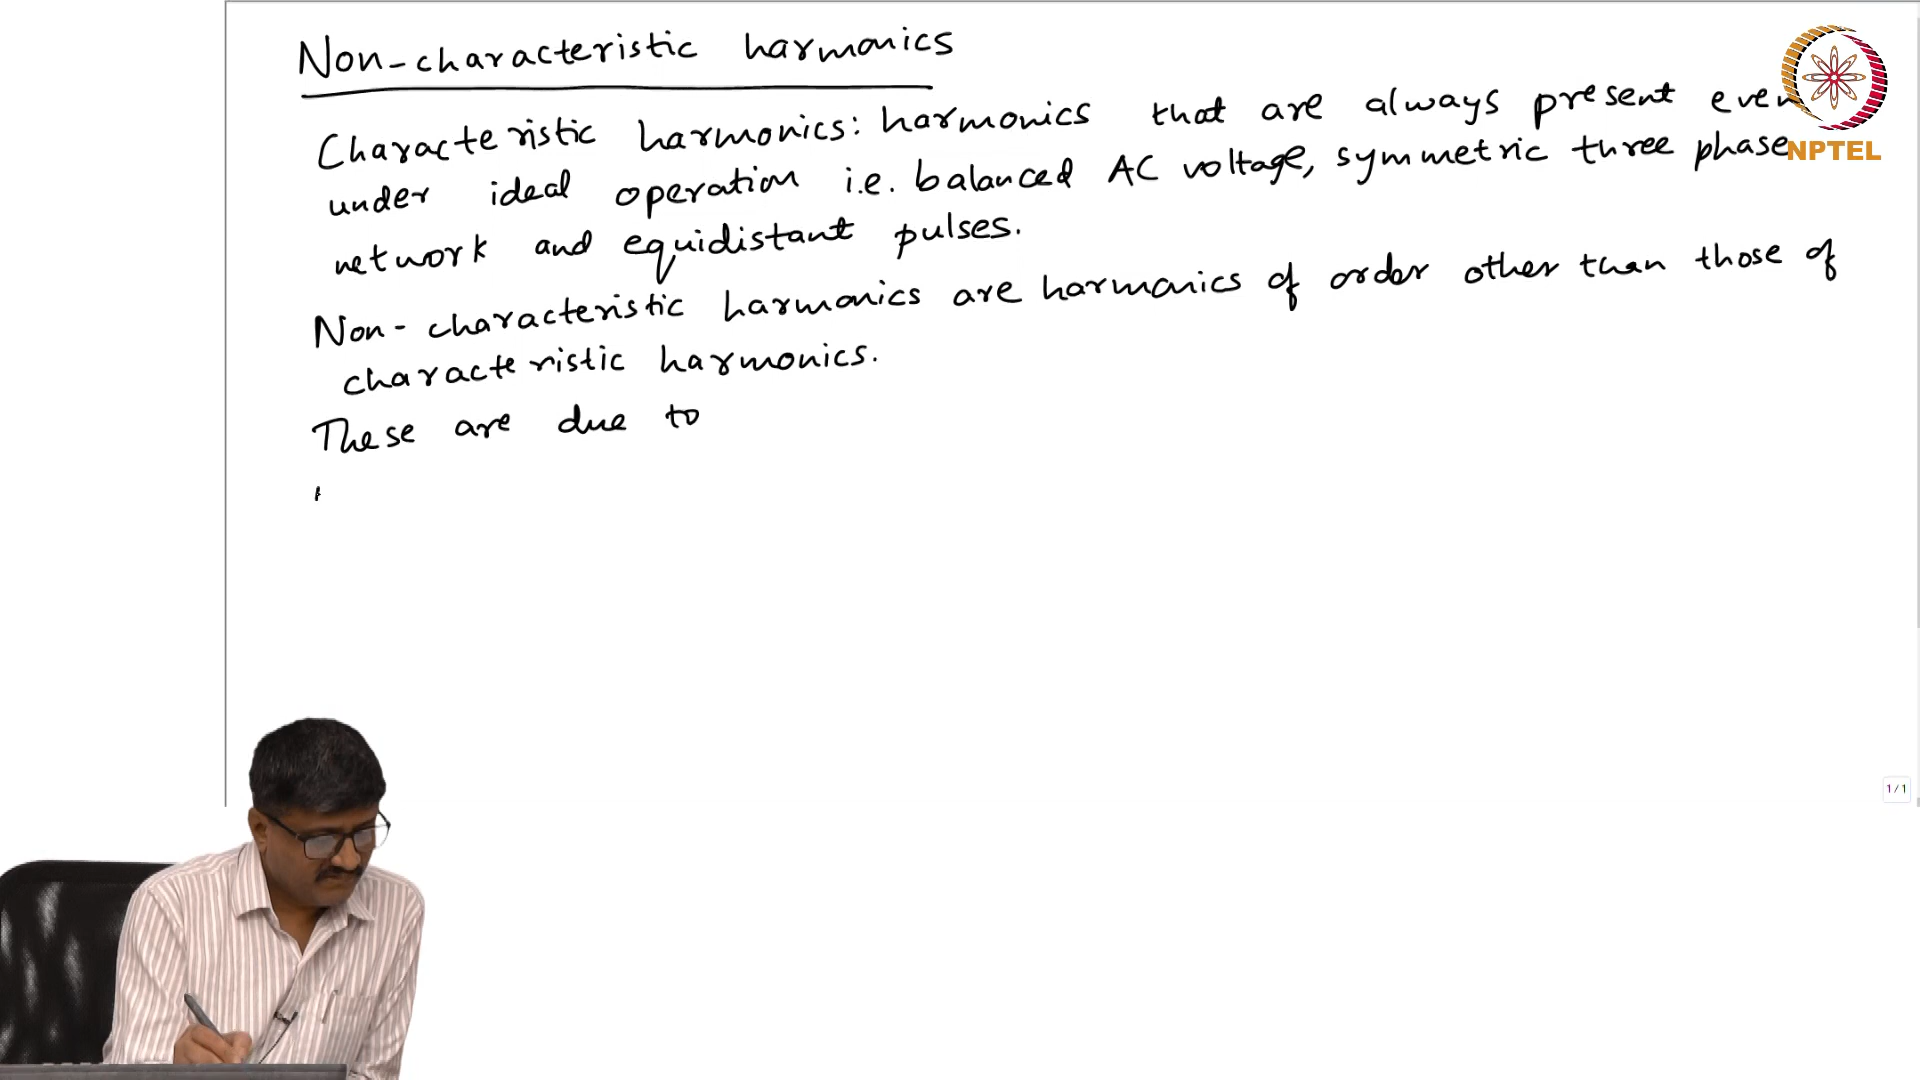 Non-characteristic harmonics
Characteristic harmonics: harmonics that are always present even
under ideal operation i.e. balanced AC voltage, symmetric three phase
network and equidistant pulses.
Non-characteristic harmonics are harmonics of order other than those of
characteristic harmonics.
These are due to
NPTEL
1/1